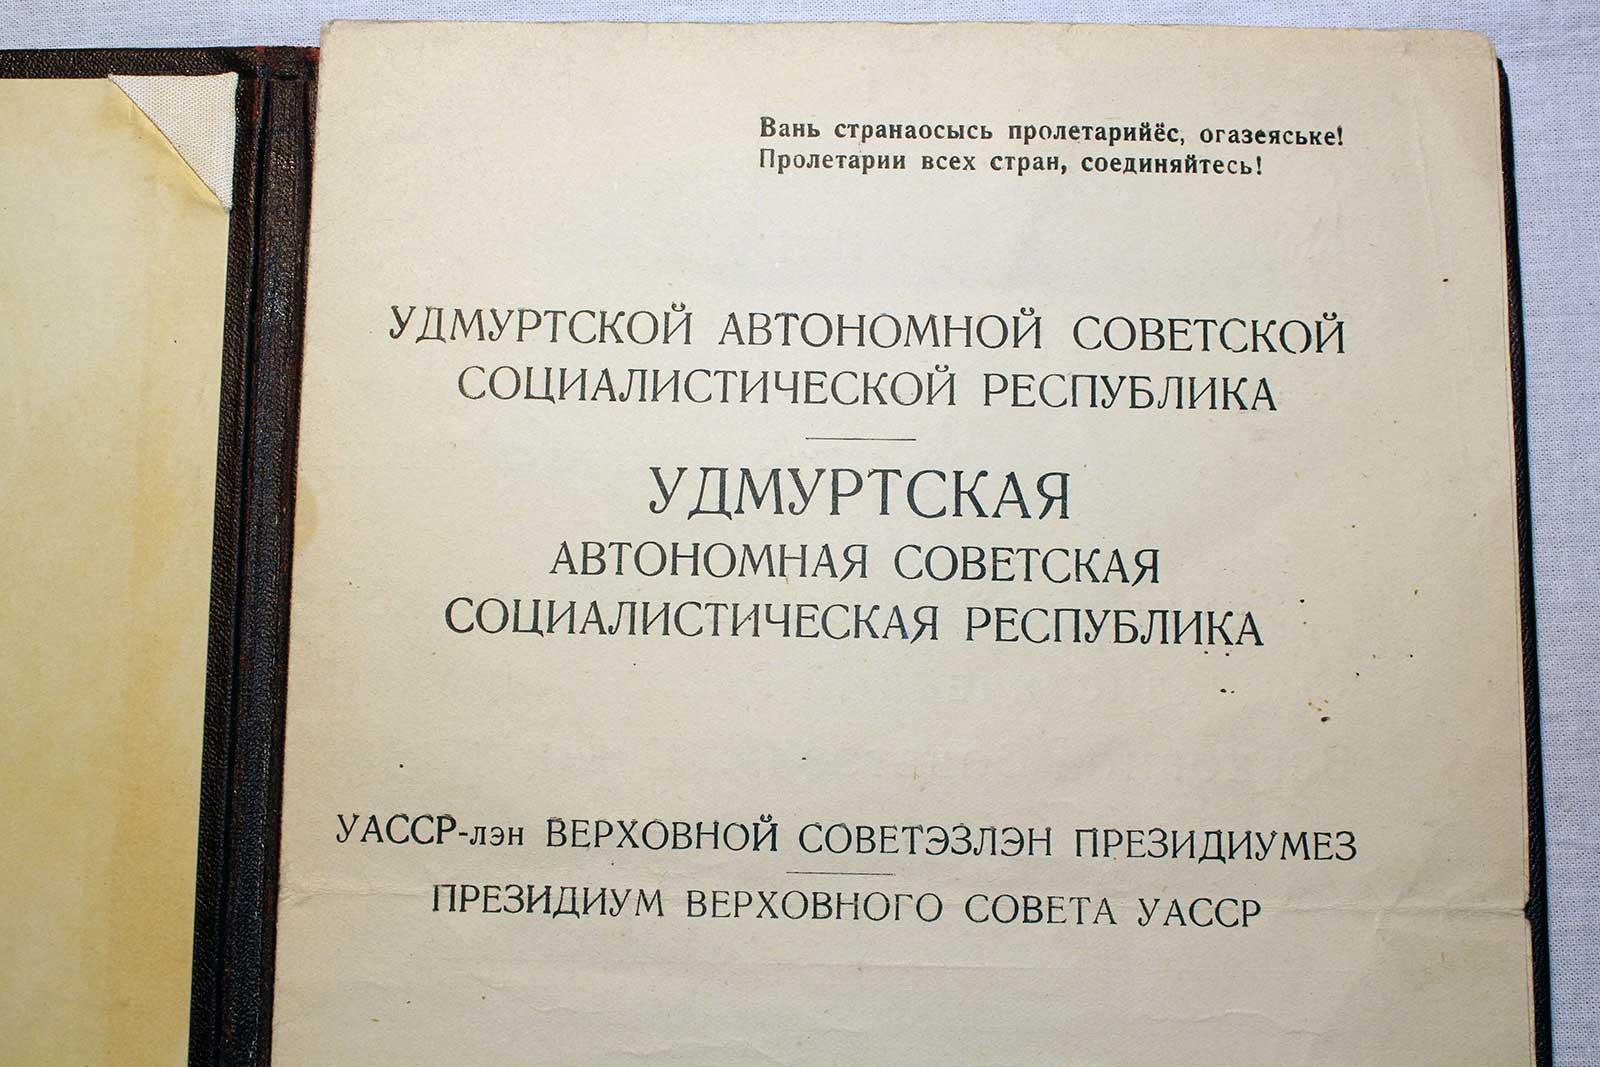 Вань странаосысь пролетарийёс, огазеяське!
Пролетарии всех стран, соединяйтесь!
УДМУРТСКОЙ АВТОНОМНОЙ СОВЕТСКОЙ
СОЦИАЛИСТИЧЕСКОЙ РЕСПУБЛИКА
УДМУРТСКАЯ
АВТОНОМНАЯ СОВЕТСКАЯ
СОЦИАЛИСТИЧЕСКАЯ РЕСПУБЛИКА
УАССР-лэн ВЕРХОВНОЙ СОВЕТЭЗЛЭН ПРЕЗИДИУМЕЗ
ПРЕЗИДИУМ ВЕРХОВНОГО СОВЕТА УАССР